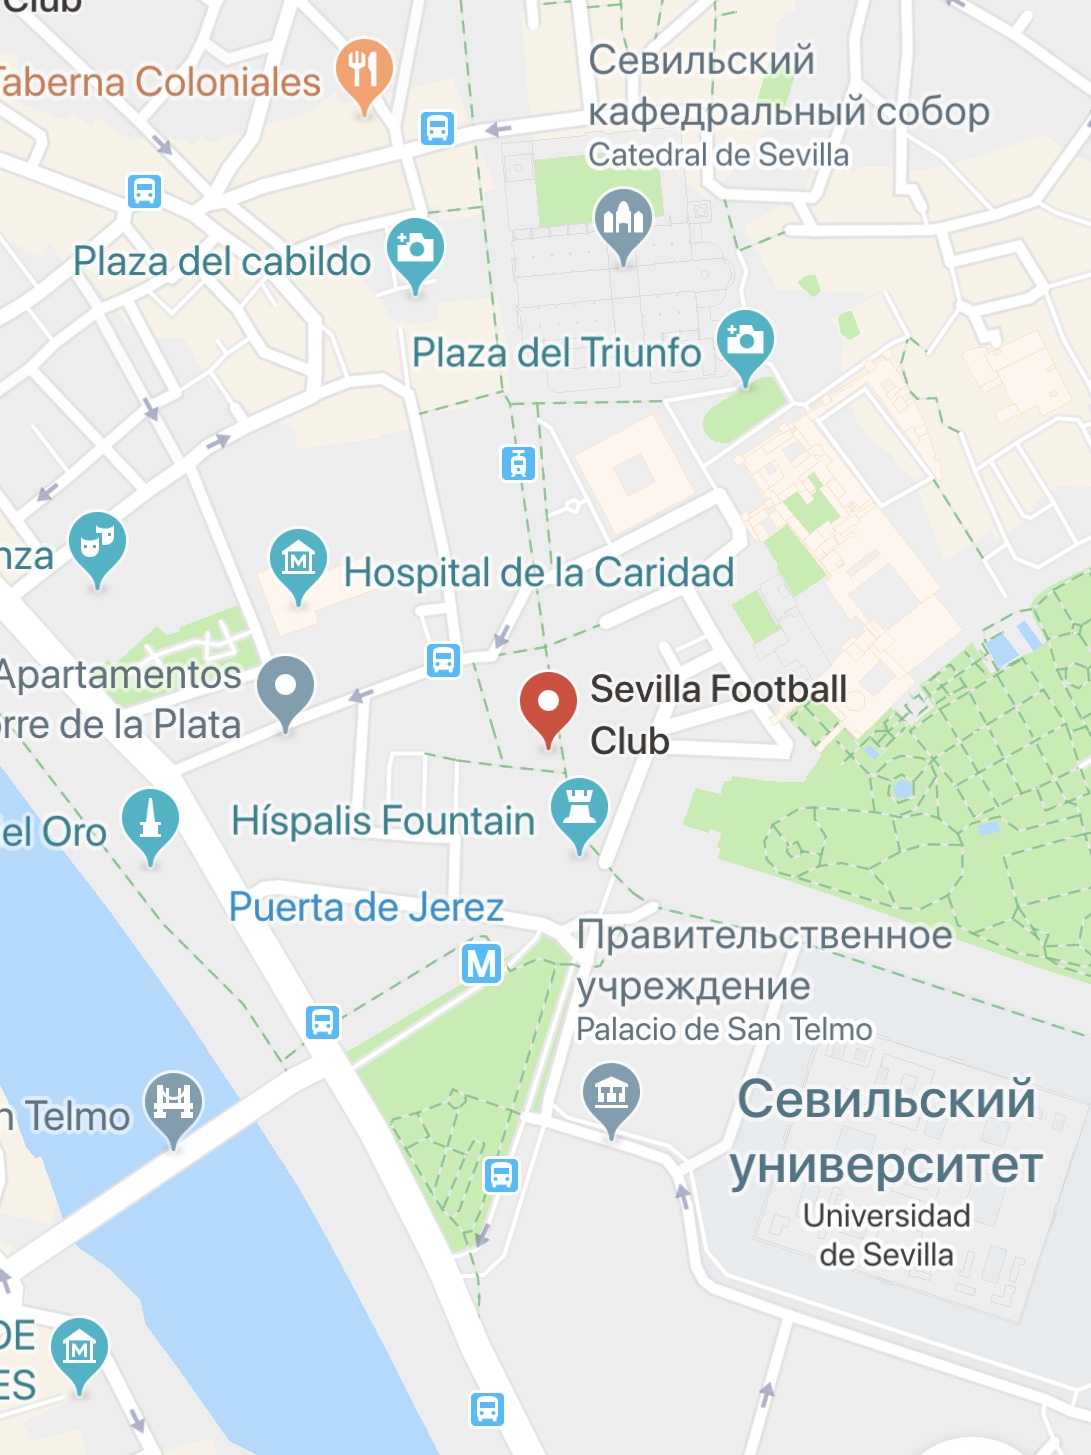 Club
Taberna Coloniales
Севильский
кафедральный собор
Catedral de Sevilla
Plaza del cabildo
Plaza del Triunfo
Hospital de la Caridad
Apartamentos
de la Plata
Sevilla Football
Club
Híspalis Fountain
el Oro
Puerta de Jerez
M
Правительственное
учреждение
Palacio de San Telmo
Telmo
Севильский
университет
Universidad
de Sevilla
DE
ES